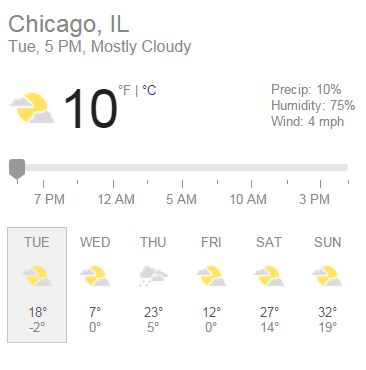 Chicago, IL
Tue, 5 PM, Mostly Cloudy
10 °F | °C
Precip: 10%
Humidity: 75%
Wind: 4 mph
7 PM 12 AM 5 AM 10 AM 3 PM
TUE WED THU FRI SAT SUN
18° 7° 23° 12° 27° 32°
-2° 0° 5° 0° 14° 19°